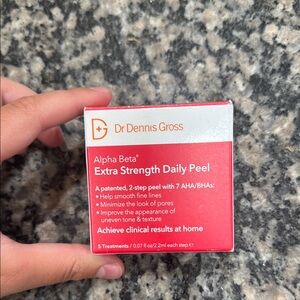 Dr Dennis Gross
Alpha Beta®
Extra Strength Daily Peel
A patented, 2-step peel with 7 AHA/BHAs:
• Help smooth fine lines
• Minimize the look of pores
• Improve the appearance of
uneven tone & texture
Achieve clinical results at home
5 Treatments / 0.07 fl oz/2.2ml each step ℮